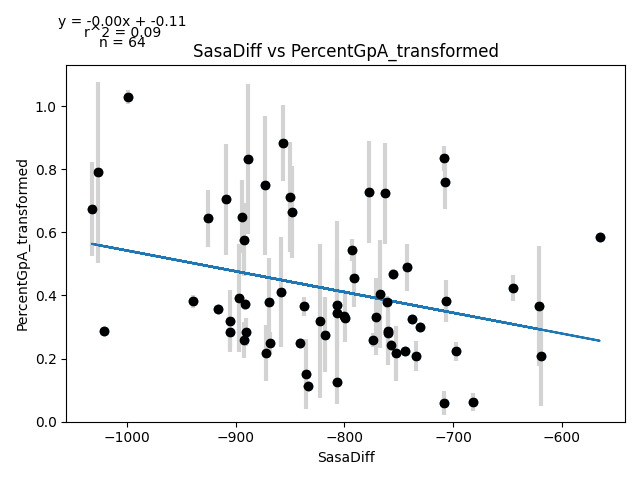 y = -0.00x + -0.11
r^2 = 0.09
n = 64
SasaDiff vs PercentGpA_transformed
PercentGpA_transformed
1.0
0.8
0.6
0.4
0.2
0.0
−1000 −900 −800 −700 −600
SasaDiff